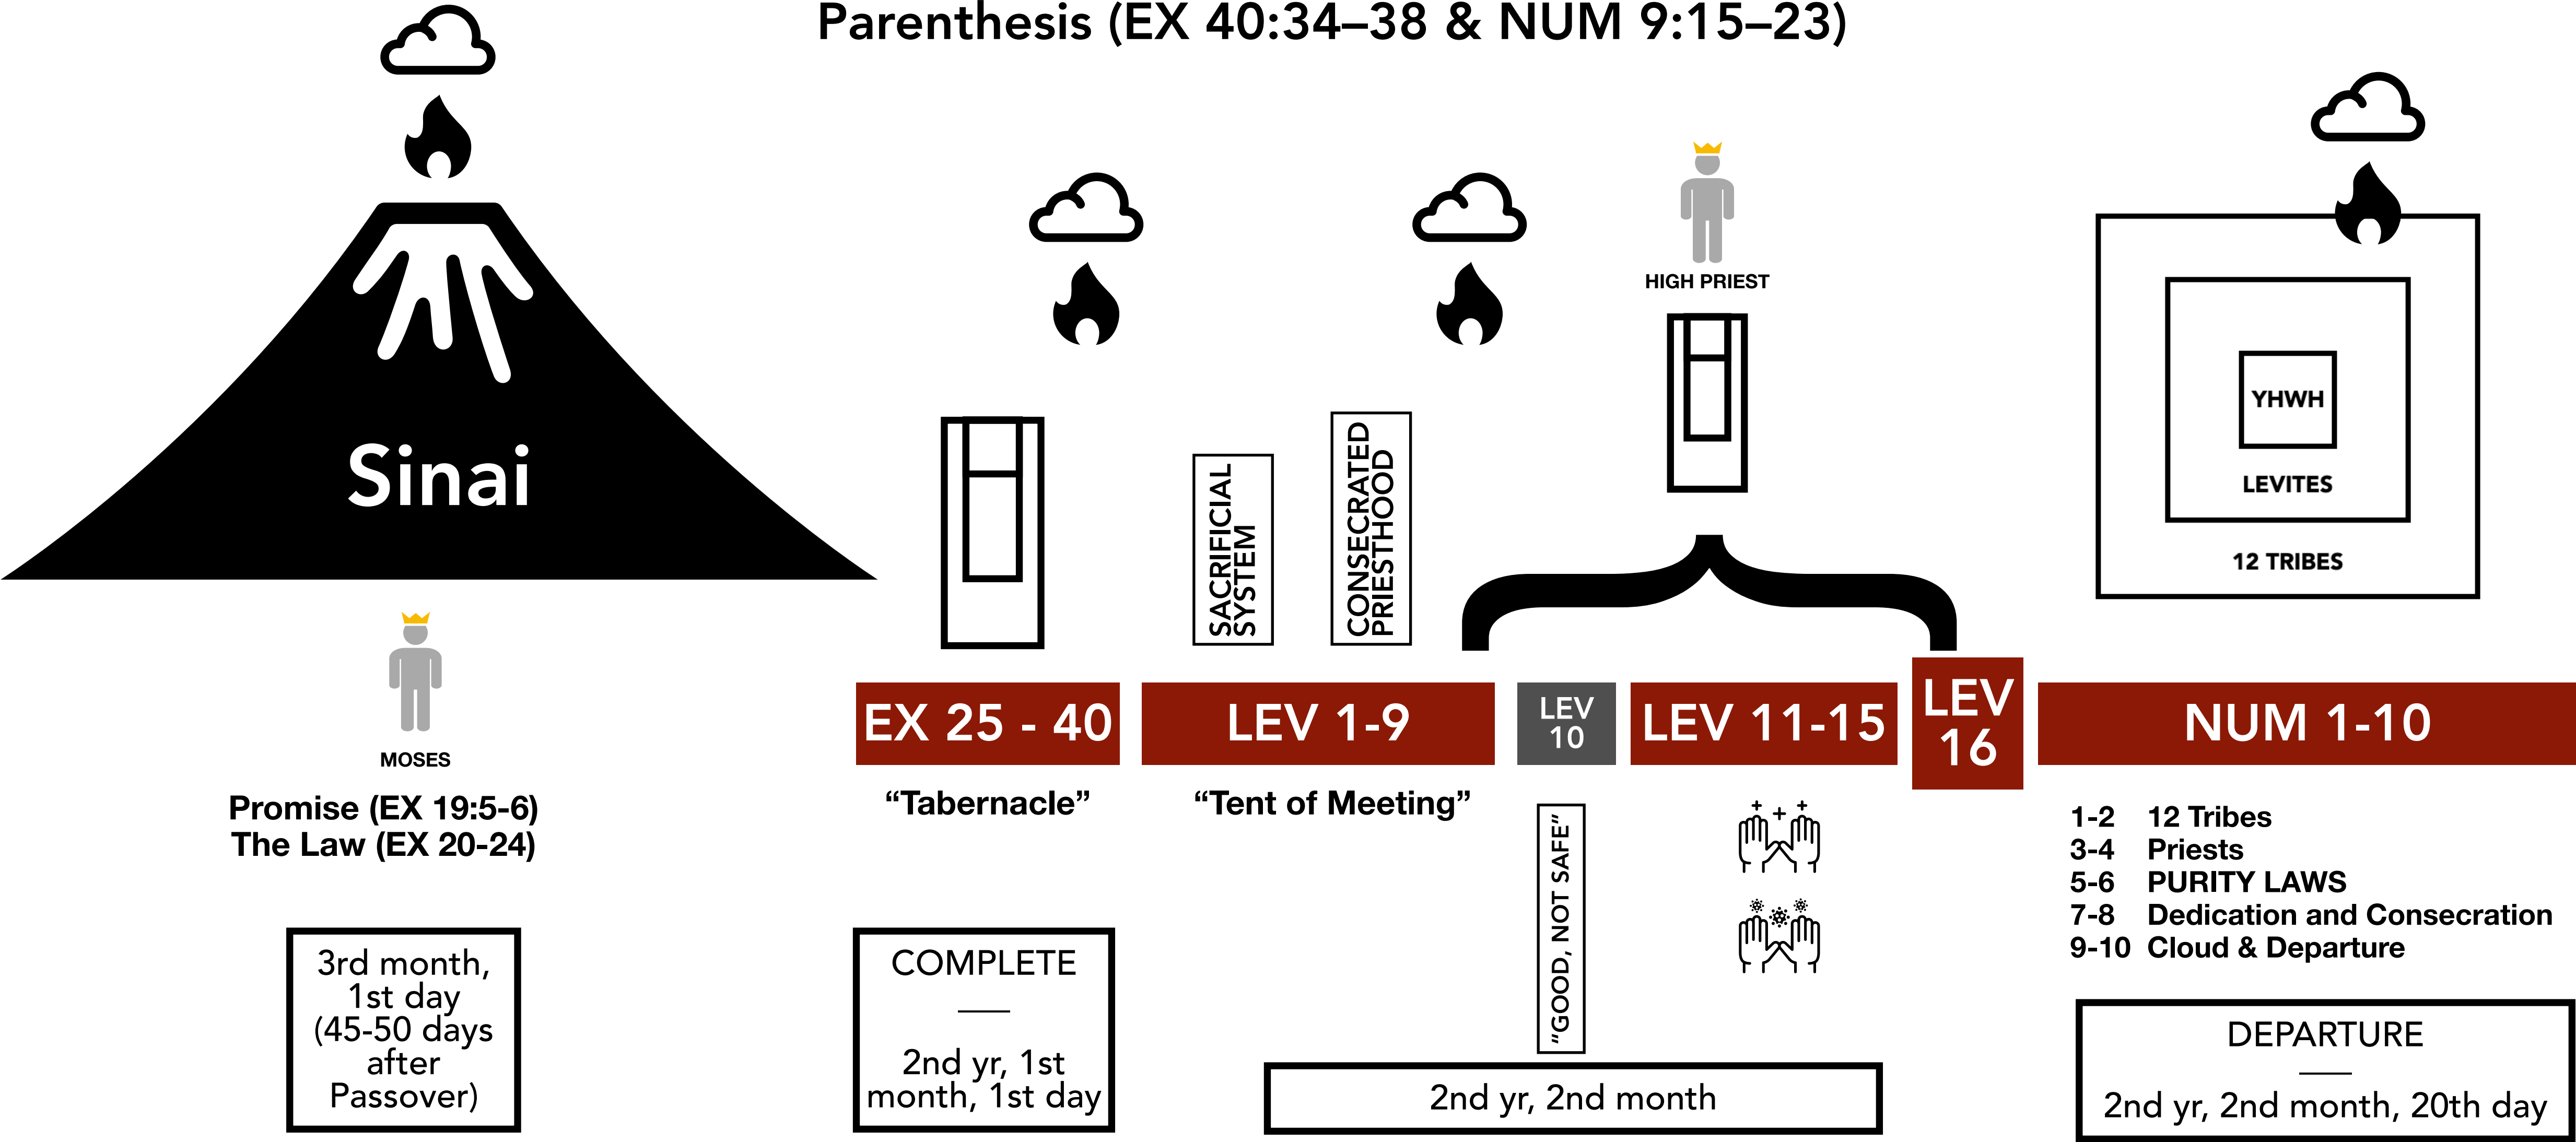 Parenthesis (EX 40:34–38 & NUM 9:15–23)
Sinai
MOSES
Promise (EX 19:5-6)
The Law (EX 20-24)
3rd month,
1st day
(45-50 days
after
Passover)
EX 25 - 40
“Tabernacle”
COMPLETE
2nd yr, 1st
month, 1st day
SACRIFICIAL
SYSTEM
CONSECRATED
PRIESTHOOD
LEV 1-9
“Tent of Meeting”
HIGH PRIEST
LEV
10
“GOOD, NOT SAFE”
LEV 11-15
LEV
16
2nd yr, 2nd month
YHWH
LEVITES
12 TRIBES
NUM 1-10
1-2 12 Tribes
3-4 Priests
5-6 PURITY LAWS
7-8 Dedication and Consecration
9-10 Cloud & Departure
DEPARTURE
2nd yr, 2nd month, 20th day